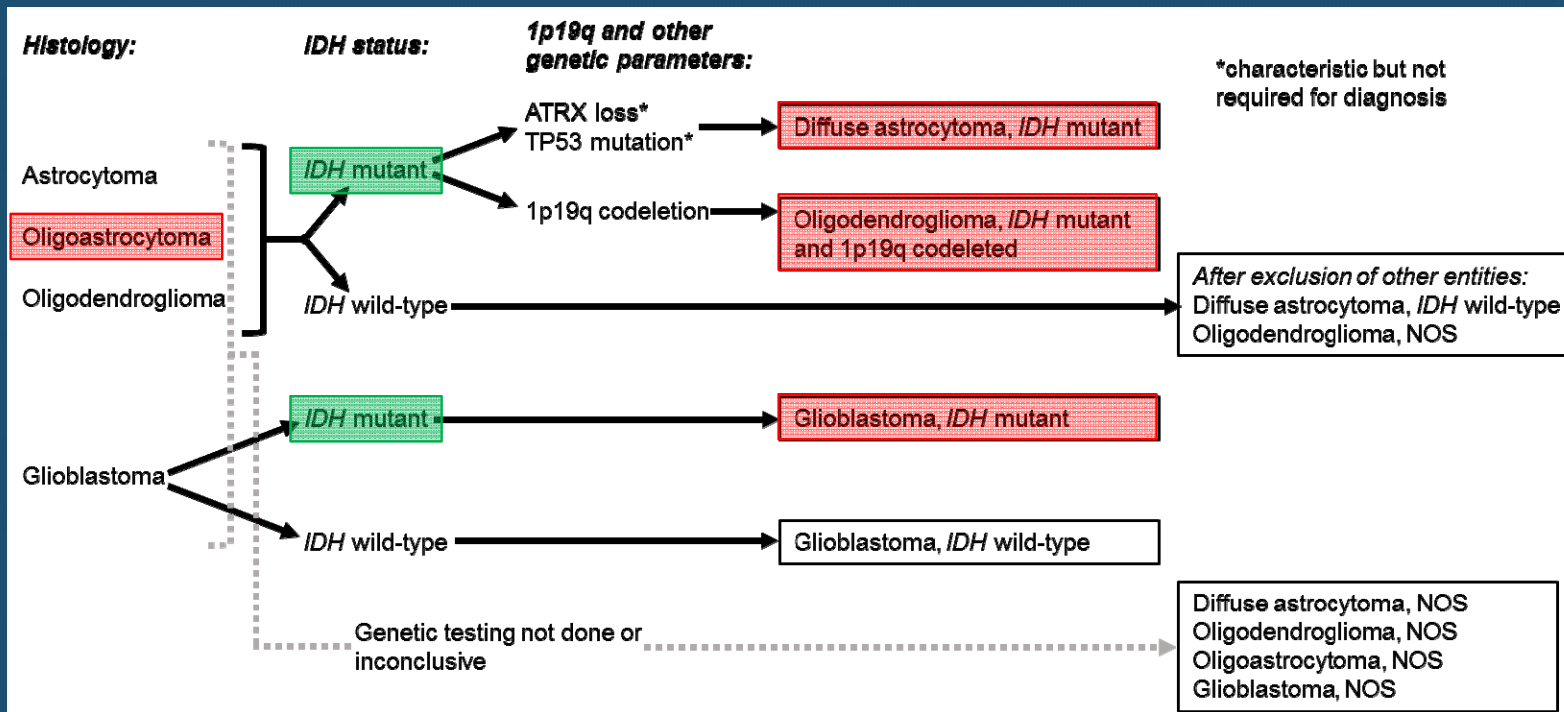 Histology:
IDH status:
1p19q and other
genetic parameters:
*characteristic but not
required for diagnosis
ATRX loss*
TP53 mutation*
Diffuse astrocytoma, IDH mutant
Astrocytoma
IDH mutant
Oligoastrocytoma
1p19q codeletion
Oligodendroglioma, IDH mutant
and 1p19q codeleted
Oligodendroglioma
IDH wild-type
After exclusion of other entities:
Diffuse astrocytoma, IDH wild-type
Oligodendroglioma, NOS
IDH mutant
Glioblastoma, IDH mutant
Glioblastoma
IDH wild-type
Glioblastoma, IDH wild-type
Genetic testing not done or
inconclusive
Diffuse astrocytoma, NOS
Oligodendroglioma, NOS
Oligoastrocytoma, NOS
Glioblastoma, NOS